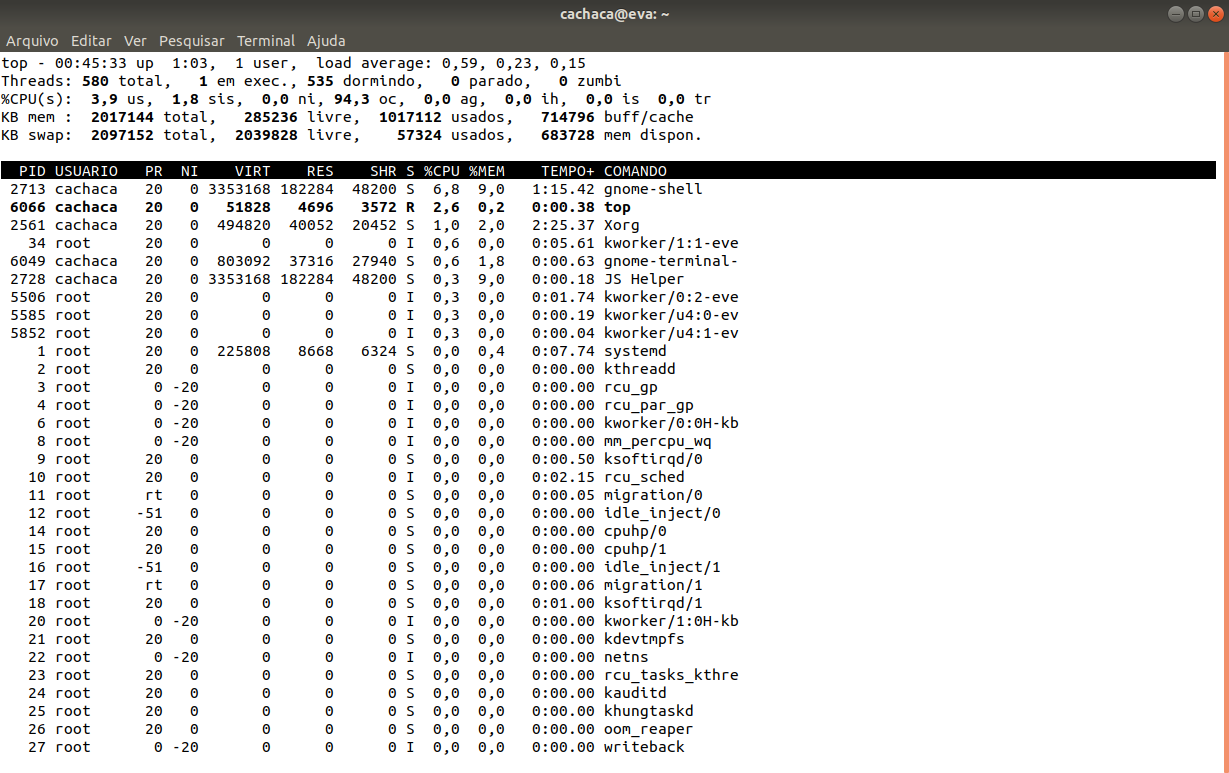 cachaca@eva: ~
Arquivo Editar Ver Pesquisar Terminal Ajuda
top - 00:45:33 up  1:03,  1 user,  load average: 0,59, 0,23, 0,15
Threads: 580 total,   1 em exec., 535 dormindo,   0 parado,   0 zumbi
%CPU(s):  3,9 us,  1,8 sis,  0,0 ni, 94,3 oc,  0,0 ag,  0,0 ih,  0,0 is  0,0 tr
KB mem :  2017144 total,   285236 livre,  1017112 usados,   714796 buff/cache
KB swap:  2097152 total,  2039828 livre,    57324 usados,   683728 mem dispon.
  PID USUARIO   PR  NI    VIRT    RES    SHR S %CPU %MEM    TEMPO+ COMANDO
 2713 cachaca   20   0 3353168 182284  48200 S  6,8  9,0   1:15.42 gnome-shell
 6066 cachaca   20   0   51828   4696   3572 R  2,6  0,2   0:00.38 top
 2561 cachaca   20   0  494820  40052  20452 S  1,0  2,0   2:25.37 Xorg
   34 root      20   0       0      0      0 I  0,6  0,0   0:05.61 kworker/1:1-eve
 6049 cachaca   20   0  803092  37316  27940 S  0,6  1,8   0:00.63 gnome-terminal-
 2728 cachaca   20   0 3353168 182284  48200 S  0,3  9,0   0:00.18 JS Helper
 5506 root      20   0       0      0      0 I  0,3  0,0   0:01.74 kworker/0:2-eve
 5585 root      20   0       0      0      0 I  0,3  0,0   0:00.19 kworker/u4:0-ev
 5852 root      20   0       0      0      0 I  0,3  0,0   0:00.04 kworker/u4:1-ev
    1 root      20   0  225808   8668   6324 S  0,0  0,4   0:07.74 systemd
    2 root      20   0       0      0      0 S  0,0  0,0   0:00.00 kthreadd
    3 root       0 -20       0      0      0 I  0,0  0,0   0:00.00 rcu_gp
    4 root       0 -20       0      0      0 I  0,0  0,0   0:00.00 rcu_par_gp
    6 root       0 -20       0      0      0 I  0,0  0,0   0:00.00 kworker/0:0H-kb
    8 root       0 -20       0      0      0 I  0,0  0,0   0:00.00 mm_percpu_wq
    9 root      20   0       0      0      0 S  0,0  0,0   0:00.50 ksoftirqd/0
   10 root      20   0       0      0      0 I  0,0  0,0   0:02.15 rcu_sched
   11 root      rt   0       0      0      0 S  0,0  0,0   0:00.05 migration/0
   12 root     -51   0       0      0      0 S  0,0  0,0   0:00.00 idle_inject/0
   14 root      20   0       0      0      0 S  0,0  0,0   0:00.00 cpuhp/0
   15 root      20   0       0      0      0 S  0,0  0,0   0:00.00 cpuhp/1
   16 root     -51   0       0      0      0 S  0,0  0,0   0:00.00 idle_inject/1
   17 root      rt   0       0      0      0 S  0,0  0,0   0:00.06 migration/1
   18 root      20   0       0      0      0 S  0,0  0,0   0:01.00 ksoftirqd/1
   20 root       0 -20       0      0      0 I  0,0  0,0   0:00.00 kworker/1:0H-kb
   21 root      20   0       0      0      0 S  0,0  0,0   0:00.00 kdevtmpfs
   22 root       0 -20       0      0      0 I  0,0  0,0   0:00.00 netns
   23 root      20   0       0      0      0 S  0,0  0,0   0:00.00 rcu_tasks_kthre
   24 root      20   0       0      0      0 S  0,0  0,0   0:00.00 kauditd
   25 root      20   0       0      0      0 S  0,0  0,0   0:00.00 khungtaskd
   26 root      20   0       0      0      0 S  0,0  0,0   0:00.00 oom_reaper
   27 root       0 -20       0      0      0 I  0,0  0,0   0:00.00 writeback